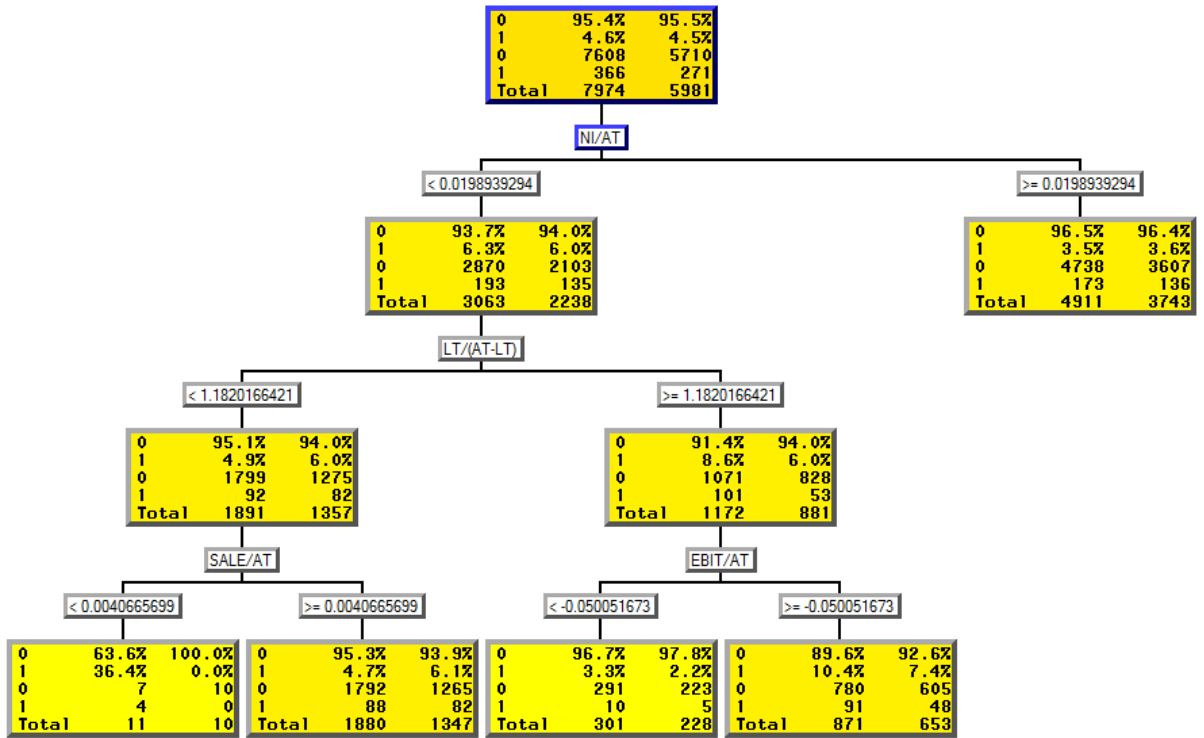 0 95.4% 95.5%
1 4.6% 4.5%
0 7608 5710
1 366 271
Total 7974 5981
NI/AT
< 0.0198939294
>= 0.0198939294
0 93.7% 94.0%
1 6.3% 6.0%
0 2870 2103
1 193 135
Total 3063 2238
0 96.5% 96.4%
1 3.5% 3.6%
0 4738 3607
1 173 136
Total 4911 3743
LT/(AT-LT)
< 1.1820166421
>= 1.1820166421
0 95.1% 94.0%
1 4.9% 6.0%
0 1799 1275
1 92 82
Total 1891 1357
0 91.4% 94.0%
1 8.6% 6.0%
0 1071 828
1 101 53
Total 1172 881
SALE/AT
EBIT/AT
< 0.0040665699
>= 0.0040665699
< -0.050051673
>= -0.050051673
0 63.6% 100.0%
1 36.4% 0.0%
0 7 10
1 4 0
Total 11 10
0 95.3% 93.9%
1 4.7% 6.1%
0 1792 1265
1 88 82
Total 1880 1347
0 96.7% 97.8%
1 3.3% 2.2%
0 291 223
1 10 5
Total 301 228
0 89.6% 92.6%
1 10.4% 7.4%
0 780 605
1 91 48
Total 871 653